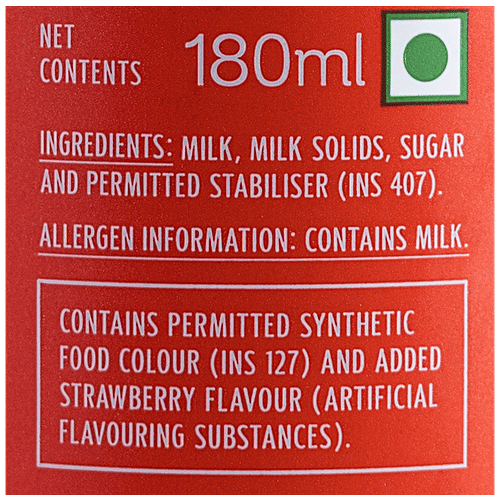 NET
CONTENTS
180ml
INGREDIENTS: MILK, MILK SOLIDS, SUGAR
AND PERMITTED STABILISER (INS 407).
ALLERGEN INFORMATION: CONTAINS MILK.
CONTAINS PERMITTED SYNTHETIC
FOOD COLOUR (INS 127) AND ADDED
STRAWBERRY FLAVOUR (ARTIFICIAL
FLAVOURING SUBSTANCES).